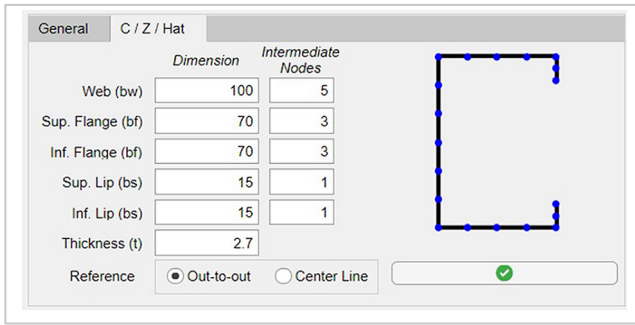 General C / Z / Hat
Dimension Intermediate Nodes
Web (bw) 100 5
Sup. Flange (bf) 70 3
Inf. Flange (bf) 70 3
Sup. Lip (bs) 15 1
Inf. Lip (bs) 15 1
Thickness (t) 2.7
Reference Out-to-out Center Line